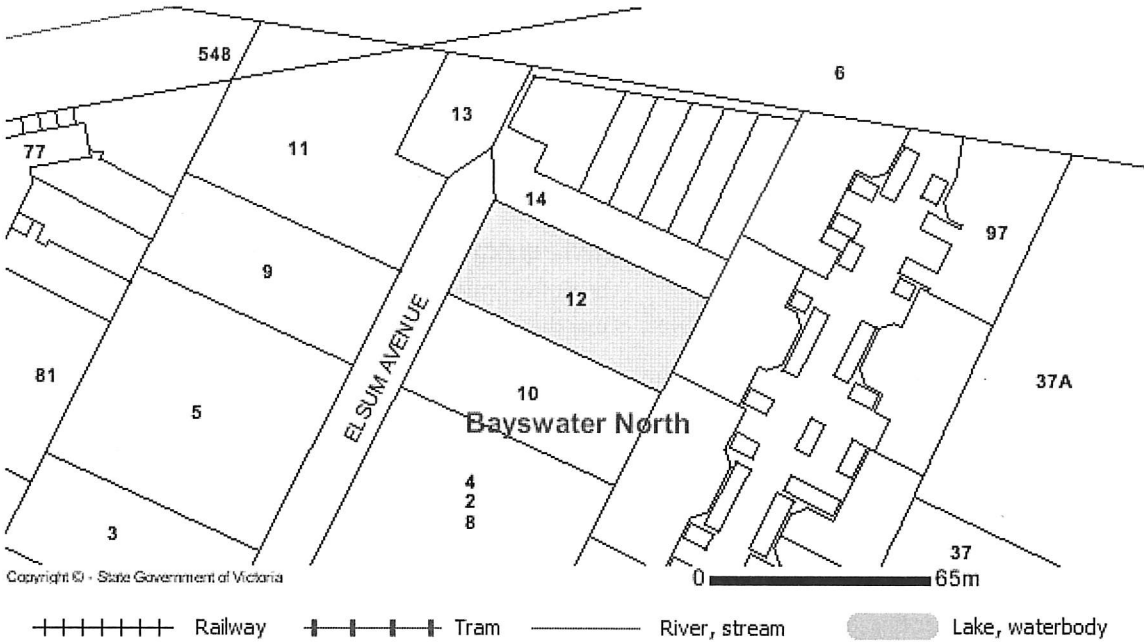 548
6
13
11
77
14
97
9
12
ELSUM AVENUE
81
37A
10
5
Bayswater North
4
2
8
3
37
Copyright © - State Government of Victoria
0 65m
Railway Tram River, stream Lake, waterbody